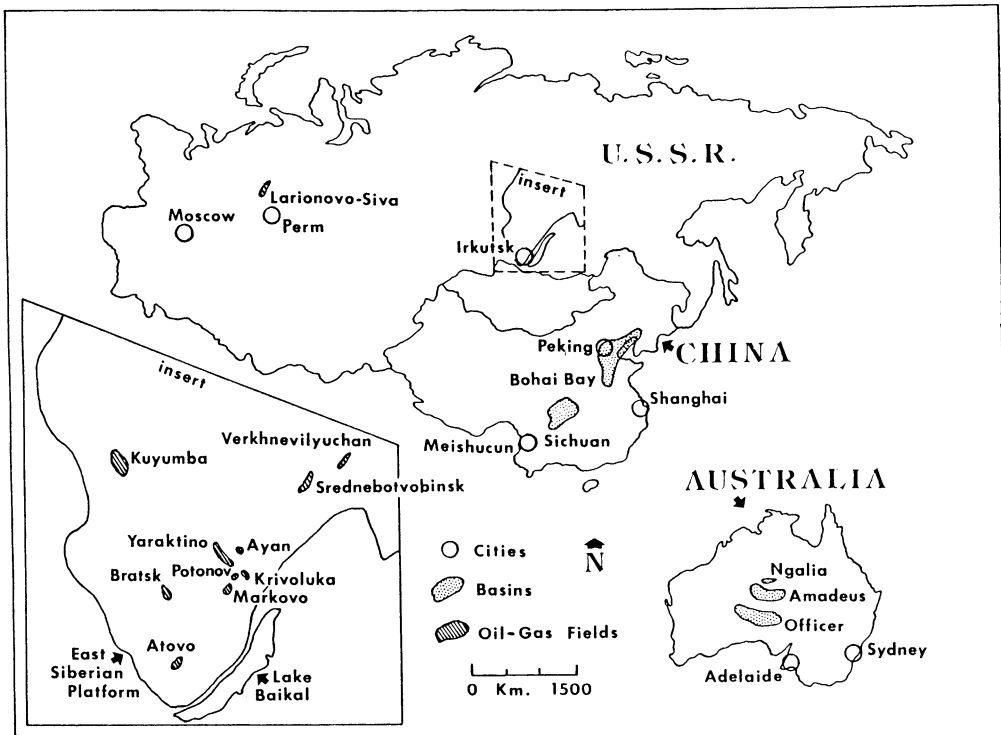 U.S.S.R.
insert
Larionovo-Siva
Moscow
Perm
Irkutsk
Peking
CHINA
Bohai Bay
Shanghai
Meishucun
Sichuan
insert
Verkhnevilyuchan
Kuyumba
Srednebotvobinsk
AUSTRALIA
Yaraktino
Ayan
Potonov
Krivoluka
Bratsk
Markovo
Atovo
East
Siberian
Platform
Lake
Baikal
Cities
N
Basins
Oil-Gas Fields
0 Km. 1500
Ngalia
Amadeus
Officer
Sydney
Adelaide